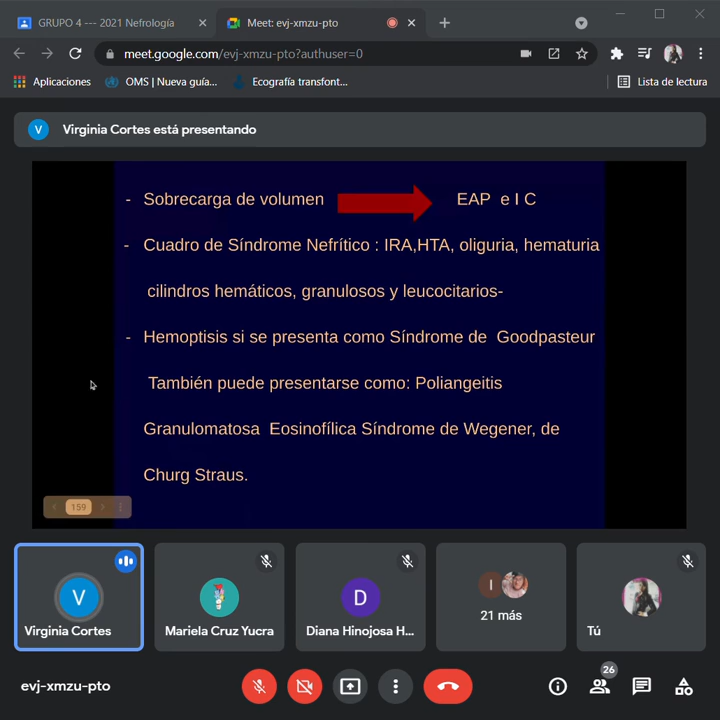 GRUPO 4 --- 2021 Nefrología
Meet: evj-xmzu-pto
meet.google.com/evj-xmzu-pto?authuser=0
Aplicaciones
OMS | Nueva guía...
Ecografía transfont...
Lista de lectura
V
Virginia Cortes está presentando
- Sobrecarga de volumen EAP e I C
- Cuadro de Síndrome Nefrítico : IRA,HTA, oliguria, hematuria
cilindros hemáticos, granulosos y leucocitarios-
- Hemoptisis si se presenta como Síndrome de Goodpasteur
También puede presentarse como: Poliangeitis
Granulomatosa Eosinofílica Síndrome de Wegener, de
Churg Straus.
159
V
Virginia Cortes
Mariela Cruz Yucra
D
Diana Hinojosa H...
I
21 más
Tú
evj-xmzu-pto
26